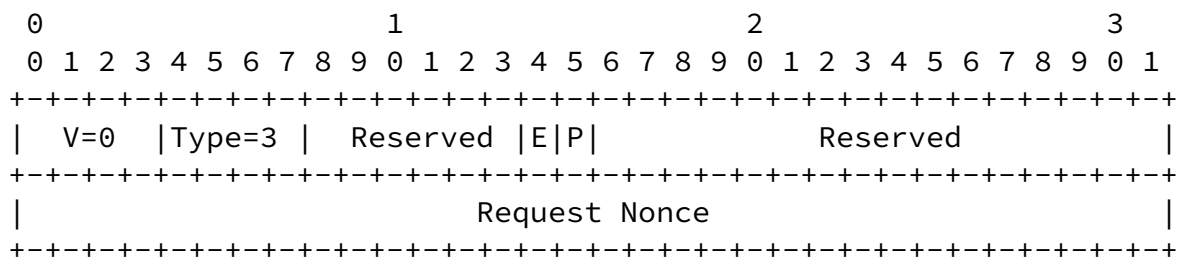 0                   1                   2                   3
 0 1 2 3 4 5 6 7 8 9 0 1 2 3 4 5 6 7 8 9 0 1 2 3 4 5 6 7 8 9 0 1
+-+-+-+-+-+-+-+-+-+-+-+-+-+-+-+-+-+-+-+-+-+-+-+-+-+-+-+-+-+-+-+-+
|  V=0  |Type=3 |  Reserved |E|P|            Reserved           |
+-+-+-+-+-+-+-+-+-+-+-+-+-+-+-+-+-+-+-+-+-+-+-+-+-+-+-+-+-+-+-+-+
|                         Request Nonce                         |
+-+-+-+-+-+-+-+-+-+-+-+-+-+-+-+-+-+-+-+-+-+-+-+-+-+-+-+-+-+-+-+-+